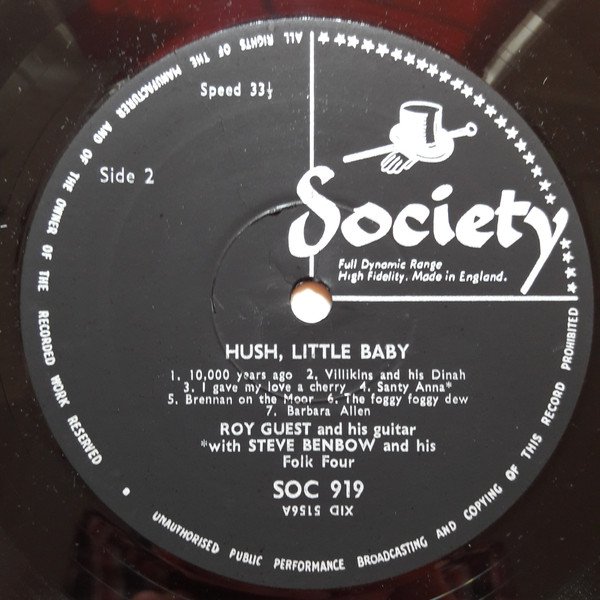 ALL RIGHTS OF THE MANUFACTURER AND OF THE OWNER OF THE RECORDED WORK RESERVED
Speed 33⅓
Side 2
Society
Full Dynamic Range
High Fidelity. Made in England.
HUSH, LITTLE BABY
1. 10,000 years ago 2. Villikins and his Dinah
3. I gave my love a cherry 4. Santy Anna*
5. Brennan on the Moor 6. The foggy foggy dew
7. Barbara Allen
ROY GUEST and his guitar
*with STEVE BENBOW and his
Folk Four
SOC 919
XID 5156A
UNAUTHORISED PUBLIC PERFORMANCE BROADCASTING AND COPYING OF THIS RECORD PROHIBITED